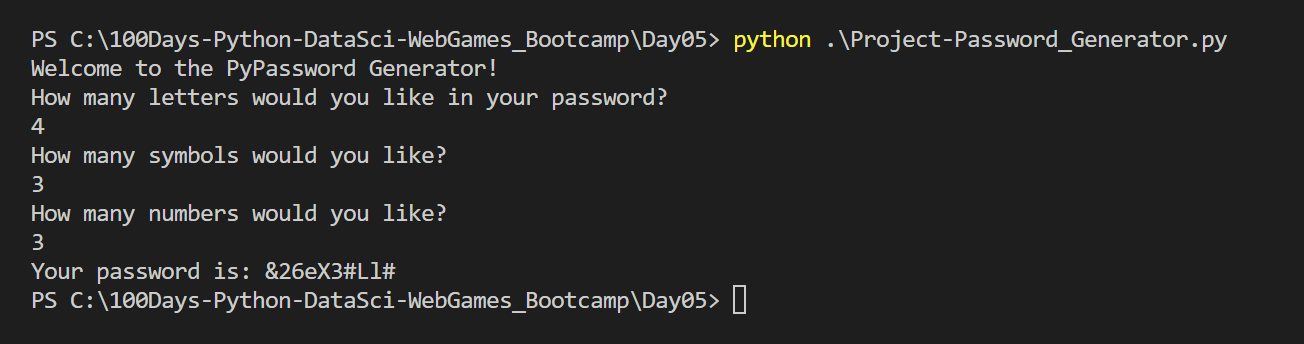 PS C:\100Days-Python-DataSci-WebGames_Bootcamp\Day05> python .\Project-Password_Generator.py
Welcome to the PyPassword Generator!
How many letters would you like in your password?
4
How many symbols would you like?
3
How many numbers would you like?
3
Your password is: &26eX3#Ll#
PS C:\100Days-Python-DataSci-WebGames_Bootcamp\Day05>